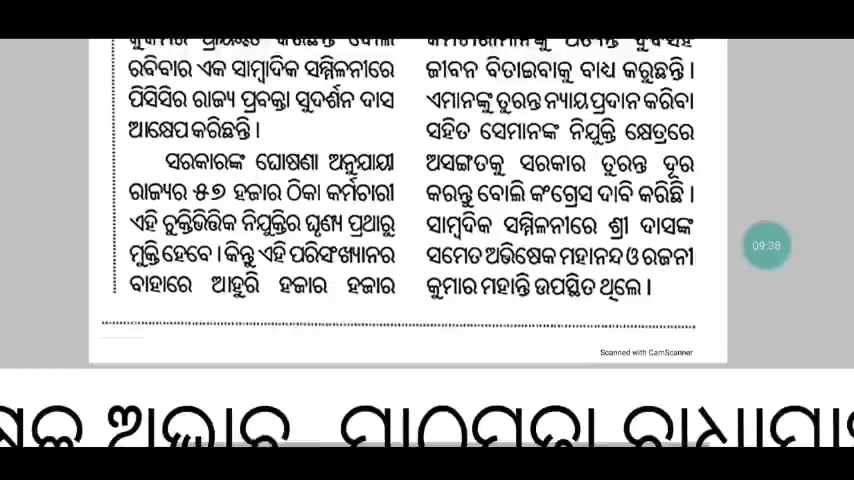 ରବିବାର ଏକ ସାମ୍ବାଦିକ ସମ୍ମିଳନୀରେ
ପିସିସିର ରାଜ୍ୟ ପ୍ରବକ୍ତା ସୁଦର୍ଶନ ଦାସ
ଆକ୍ଷେପ କରିଛନ୍ତି ।
ସରକାରଙ୍କ ଘୋଷଣା ଅନୁଯାୟୀ
ରାଜ୍ୟର ୫୭ ହଜାର ଠିକା କର୍ମଚାରୀ
ଏହି ଚୁକ୍ତିଭିତ୍ତିକ ନିଯୁକ୍ତିର ଘୃଣ୍ୟ ପ୍ରଥାରୁ
ମୁକ୍ତି ହେବେ । କିନ୍ତୁ ଏହି ପରିସଂଖ୍ୟାନର
ବାହାରେ ଆହୁରି ହଜାର ହଜାର
ଜୀବନ ବିତାଇବାକୁ ବାଧ୍ୟ କରୁଛନ୍ତି ।
ଏମାନଙ୍କୁ ତୁରନ୍ତ ନ୍ୟାୟ ପ୍ରଦାନ କରିବା
ସହିତ ସେମାନଙ୍କ ନିଯୁକ୍ତି କ୍ଷେତ୍ରରେ
ଅସଙ୍ଗତକୁ ସରକାର ତୁରନ୍ତ ଦୂର
କରନ୍ତୁ ବୋଲି କଂଗ୍ରେସ ଦାବି କରିଛି ।
ସାମ୍ବଦିକ ସମ୍ମିଳନୀରେ ଶ୍ରୀ ଦାସଙ୍କ
ସମେତ ଅଭିଷେକ ମହାନନ୍ଦ ଓ ରଜନୀ
କୁମାର ମହାନ୍ତି ଉପସ୍ଥିତ ଥିଲେ ।
09:38
Scanned with CamScanner